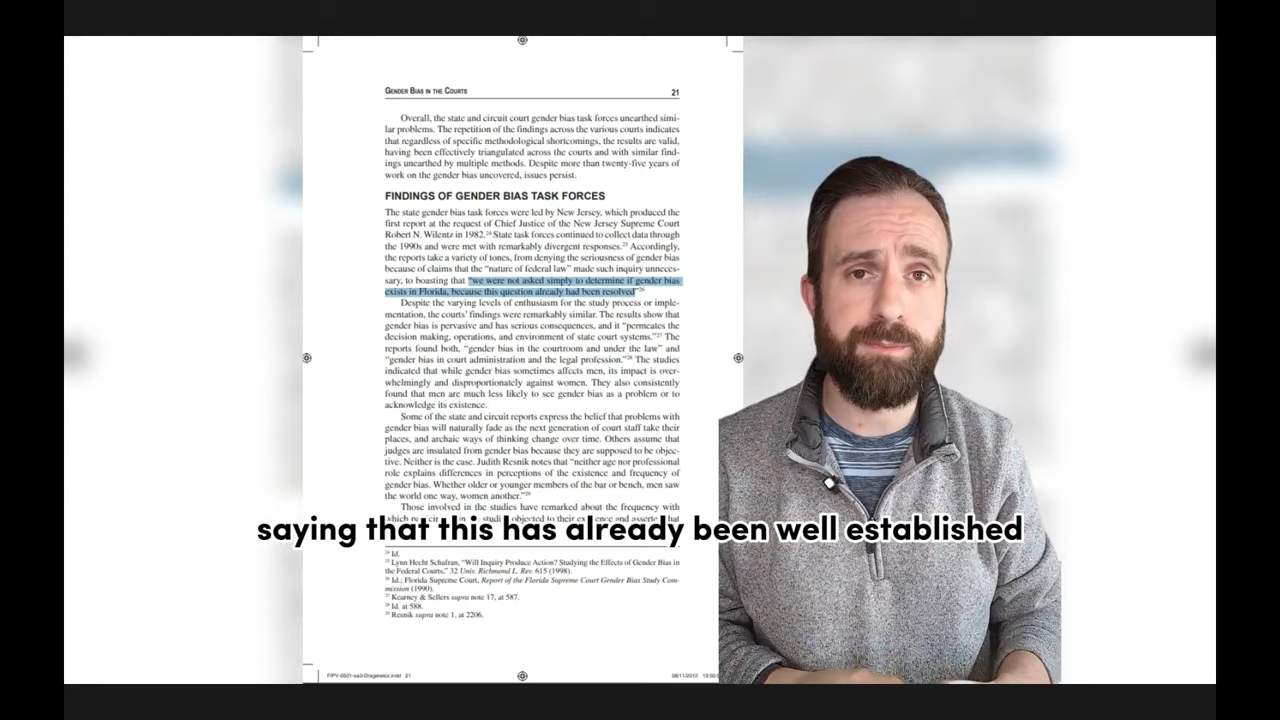 GENDER BIAS IN THE COURTS 21
Overall, the state and circuit court gender bias task forces unearthed simi-
lar problems. The repetition of the findings across the various courts indicates
that regardless of specific methodological shortcomings, the results are valid,
having been effectively triangulated across the courts and with similar find-
ings unearthed by multiple methods. Despite more than twenty-five years of
work on the gender bias uncovered, issues persist.
FINDINGS OF GENDER BIAS TASK FORCES
The state gender bias task forces were led by New Jersey, which produced the
first report at the request of Chief Justice of the New Jersey Supreme Court
Robert N. Wilentz in 1982.24 State task forces continued to collect data through
the 1990s and were met with remarkably divergent responses.25 Accordingly,
the reports take a variety of tones, from denying the seriousness of gender bias
because of claims that the “nature of federal law” made such inquiry unneces-
sary, to boasting that “we were not asked simply to determine if gender bias
exists in Florida, because this question already had been resolved”26
Despite the varying levels of enthusiasm for the study process or imple-
mentation, the courts’ findings were remarkably similar. The results show that
gender bias is pervasive and has serious consequences, and it “permeates the
decision making, operations, and environment of state court systems.”27 The
reports found both, “gender bias in the courtroom and under the law” and
“gender bias in court administration and the legal profession.”28 The studies
indicated that while gender bias sometimes affects men, its impact is over-
whelmingly and disproportionately against women. They also consistently
found that men are much less likely to see gender bias as a problem or to
acknowledge its existence.
Some of the state and circuit reports express the belief that problems with
gender bias will naturally fade as the next generation of court staff take their
places, and archaic ways of thinking change over time. Others assume that
judges are insulated from gender bias because they are supposed to be objec-
tive. Neither is the case. Judith Resnik notes that “neither age nor professional
role explains differences in perceptions of the existence and frequency of
gender bias. Whether older or younger members of the bar or bench, men saw
the world one way, women another.”29
Those involved in the studies have remarked about the frequency with
saying that this has already been well established
24 Id.
25 Lynn Hecht Schafran, “Will Inquiry Produce Action? Studying the Effects of Gender Bias in
the Federal Courts,” 32 Univ. Richmond L. Rev. 615 (1998).
26 Id.; Florida Supreme Court, Report of the Florida Supreme Court Gender Bias Study Com-
mission (1990).
27 Kearney & Sellers supra note 17, at 587.
28 Id. at 588.
29 Resnik supra note 1, at 2206.